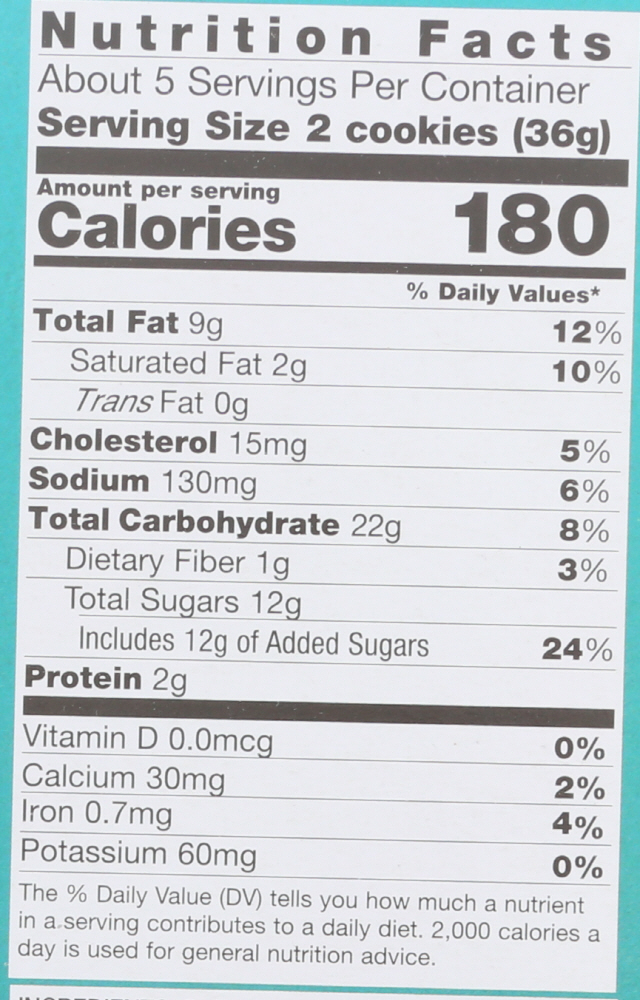 Nutrition Facts
About 5 Servings Per Container
Serving Size 2 cookies (36g)
Amount per serving
Calories 180
% Daily Values*
Total Fat 9g 12%
Saturated Fat 2g 10%
Trans Fat 0g
Cholesterol 15mg 5%
Sodium 130mg 6%
Total Carbohydrate 22g 8%
Dietary Fiber 1g 3%
Total Sugars 12g
Includes 12g of Added Sugars 24%
Protein 2g
Vitamin D 0.0mcg 0%
Calcium 30mg 2%
Iron 0.7mg 4%
Potassium 60mg 0%
The % Daily Value (DV) tells you how much a nutrient
in a serving contributes to a daily diet. 2,000 calories a
day is used for general nutrition advice.